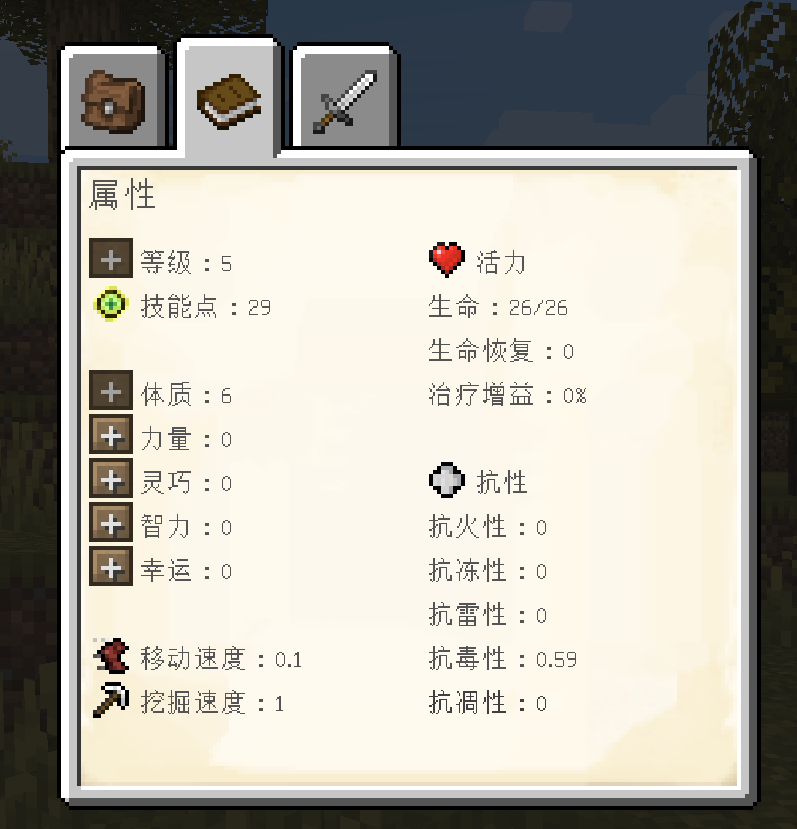 属性
等级：5
技能点：29
体质：6
力量：0
灵巧：0
智力：0
幸运：0
移动速度：0.1
挖掘速度：1
活力
生命：26/26
生命恢复：0
治疗增益：0%
抗性
抗火性：0
抗冻性：0
抗雷性：0
抗毒性：0.59
抗凋性：0